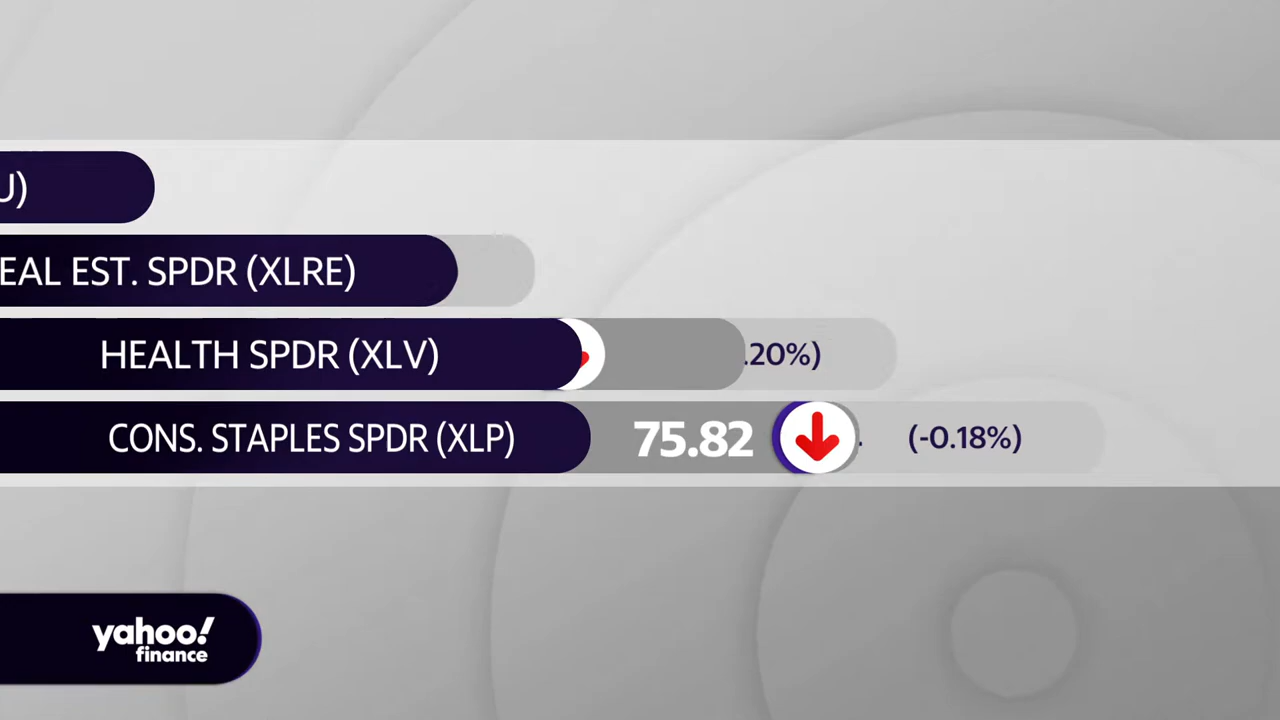 U)
EAL EST. SPDR (XLRE)
HEALTH SPDR (XLV) .20%)
CONS. STAPLES SPDR (XLP) 75.82 (-0.18%)
yahoo!
finance